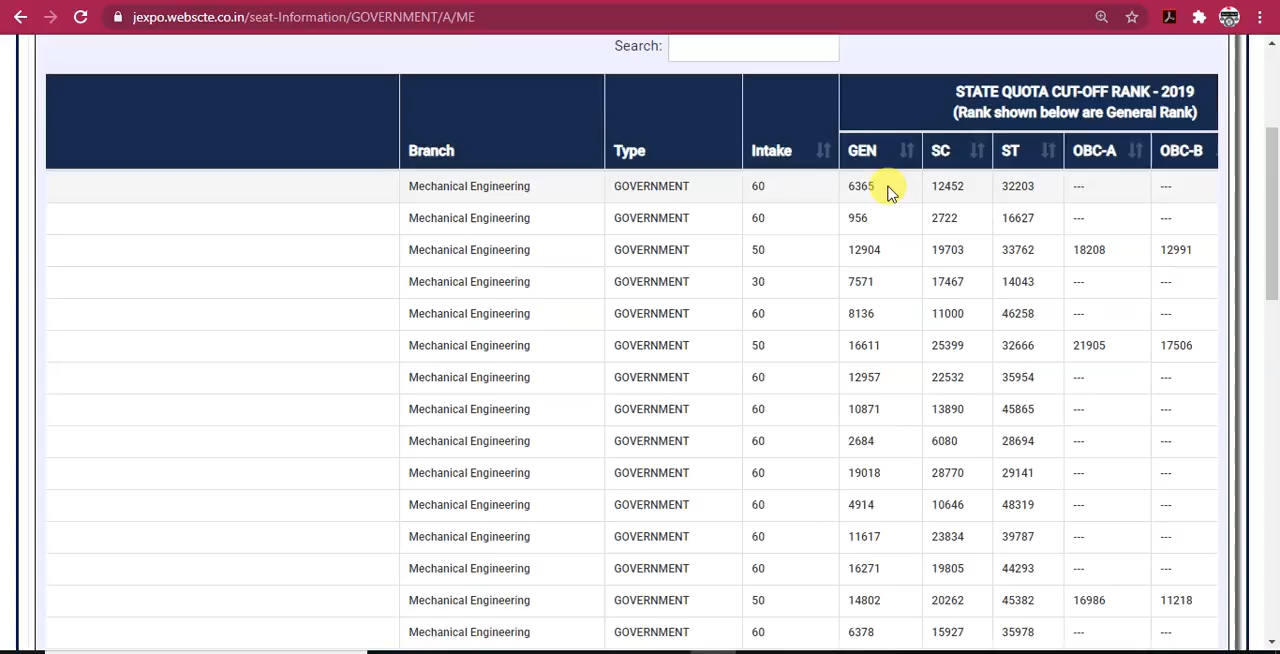 jexpo.webscte.co.in/seat-Information/GOVERNMENT/A/ME
Search:
STATE QUOTA CUT-OFF RANK - 2019
(Rank shown below are General Rank)
Branch Type Intake GEN SC ST OBC-A OBC-B
Mechanical Engineering GOVERNMENT 60 6365 12452 32203 --- ---
Mechanical Engineering GOVERNMENT 60 956 2722 16627 --- ---
Mechanical Engineering GOVERNMENT 50 12904 19703 33762 18208 12991
Mechanical Engineering GOVERNMENT 30 7571 17467 14043 --- ---
Mechanical Engineering GOVERNMENT 60 8136 11000 46258 --- ---
Mechanical Engineering GOVERNMENT 50 16611 25399 32666 21905 17506
Mechanical Engineering GOVERNMENT 60 12957 22532 35954 --- ---
Mechanical Engineering GOVERNMENT 60 10871 13890 45865 --- ---
Mechanical Engineering GOVERNMENT 60 2684 6080 28694 --- ---
Mechanical Engineering GOVERNMENT 60 19018 28770 29141 --- ---
Mechanical Engineering GOVERNMENT 60 4914 10646 48319 --- ---
Mechanical Engineering GOVERNMENT 60 11617 23834 39787 --- ---
Mechanical Engineering GOVERNMENT 60 16271 19805 44293 --- ---
Mechanical Engineering GOVERNMENT 50 14802 20262 45382 16986 11218
Mechanical Engineering GOVERNMENT 60 6378 15927 35978 --- ---